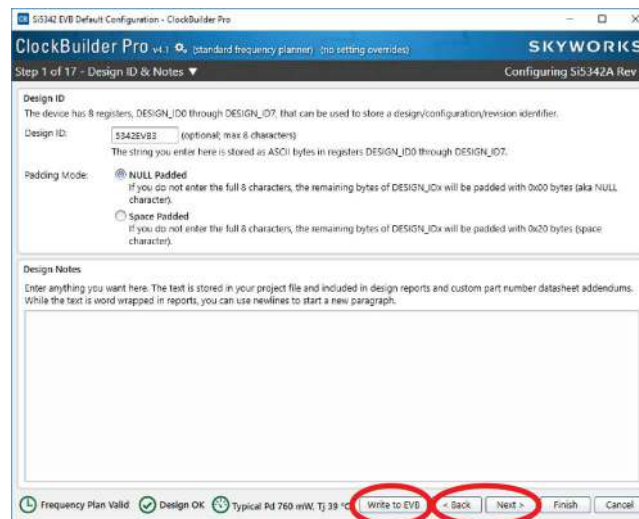 Si5342 EVB Default Configuration - ClockBuilder Pro
ClockBuilder Pro v4.1 (standard frequency planner) (no setting overrides) SKYWORKS
Step 1 of 17 - Design ID & Notes ▼ Configuring Si5342A Rev
Design ID
The device has 8 registers, DESIGN_ID0 through DESIGN_ID7, that can be used to store a design/configuration/revision identifier.
Design ID: 5342EVB3 (optional; max 8 characters)
The string you enter here is stored as ASCII bytes in registers DESIGN_ID0 through DESIGN_ID7.
Padding Mode: NULL Padded
If you do not enter the full 8 characters, the remaining bytes of DESIGN_IDx will be padded with 0x00 bytes (aka NULL
character).
Space Padded
If you do not enter the full 8 characters, the remaining bytes of DESIGN_IDx will be padded with 0x20 bytes (space
character).
Design Notes
Enter anything you want here. The text is stored in your project file and included in design reports and custom part number datasheet addendums.
While the text is word wrapped in reports, you can use newlines to start a new paragraph.
Frequency Plan Valid Design OK Typical Pd 760 mW, Tj 39 °C Write to EVB < Back Next > Finish Cancel